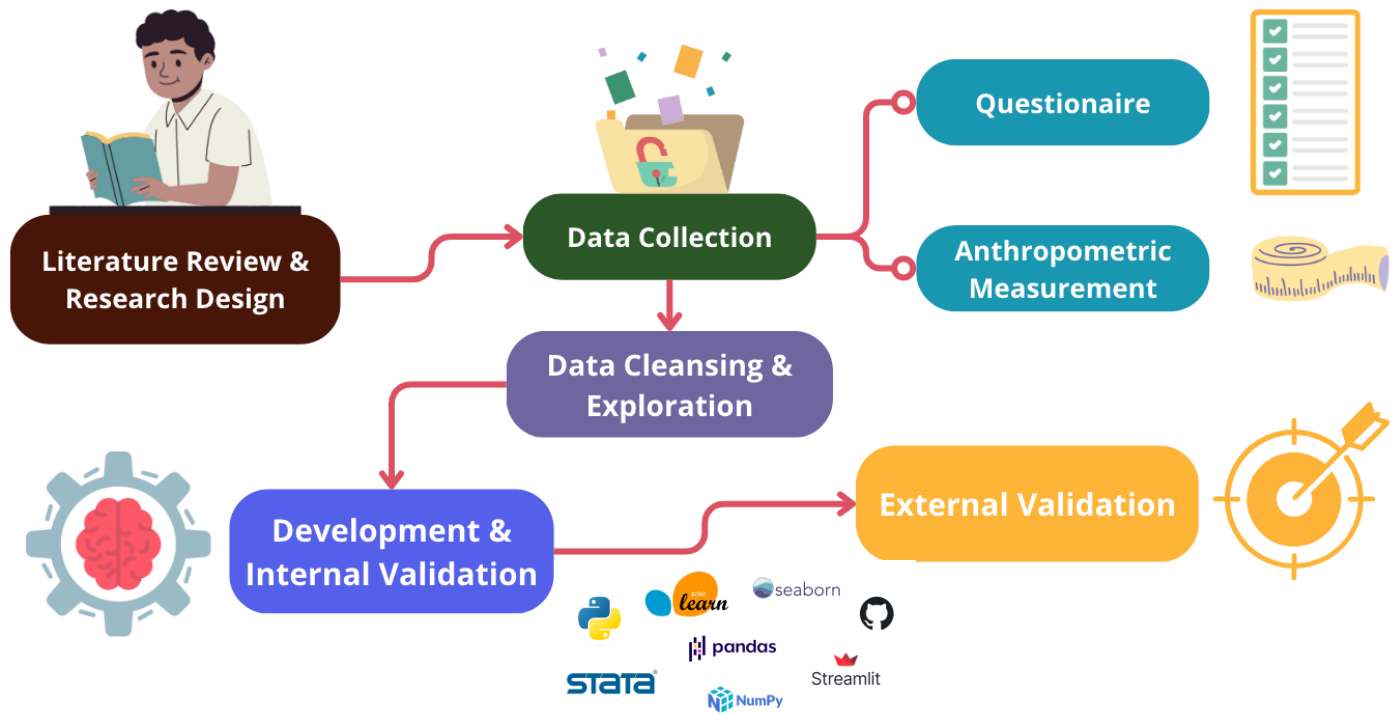 Literature Review &
Research Design
Data Collection
Questionaire
Anthropometric
Measurement
Data Cleansing &
Exploration
Development &
Internal Validation
External Validation
scikit
learn
seaborn
pandas
Streamlit
STATA®
NumPy